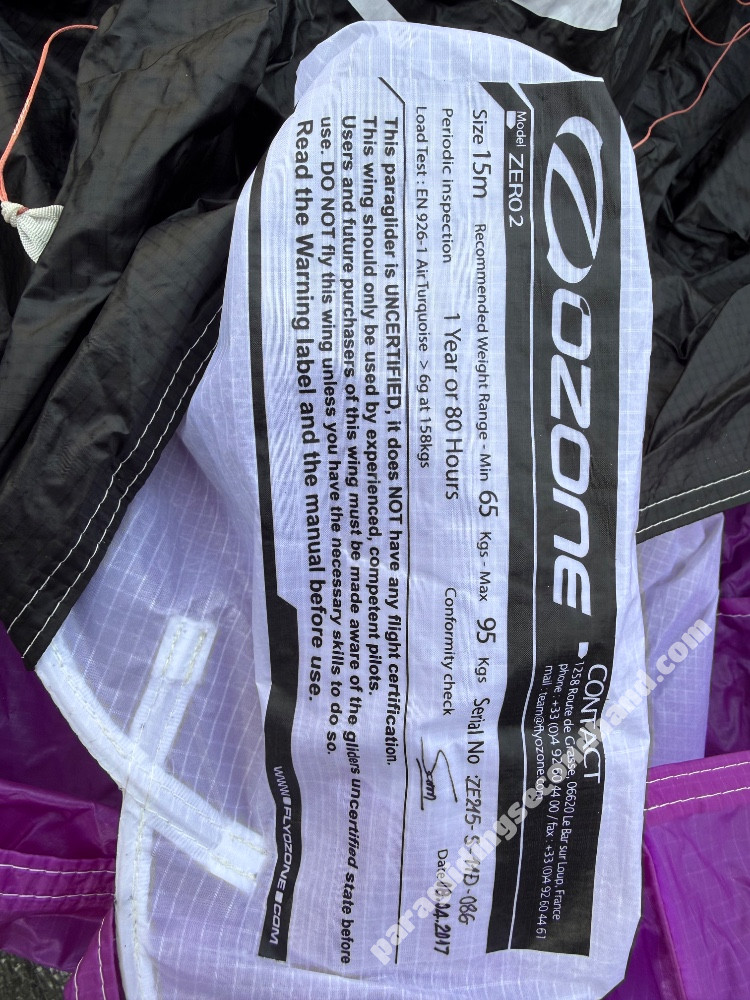 OZONE
CONTACT
1258 Route de Grasse, 06620 Le Bar sur Loup, France
phone : +33 (0)4 92 60 44 00 / fax : +33 (0)4 92 60 44 61
mail : team@flyozone.com
Model ZERO 2
Size 15m Recommended Weight Range - Min 65 Kgs - Max 95 Kgs Serial No
Periodic Inspection 1 Year or 80 Hours Conformity check Date 2017
Load Test : EN 926-1 Air Turquoise > 6g at 158kgs
This paraglider is UNCERTIFIED, it does NOT have any flight certification.
This wing should only be used by experienced, competent pilots.
Users and future purchasers of this wing must be made aware of the gliders uncertified state before
use. DO NOT fly this wing unless you have the necessary skills to do so.
Read the Warning label and the manual before use.
WWW.FLYOZONE.COM
paraglidingsecondhand.com